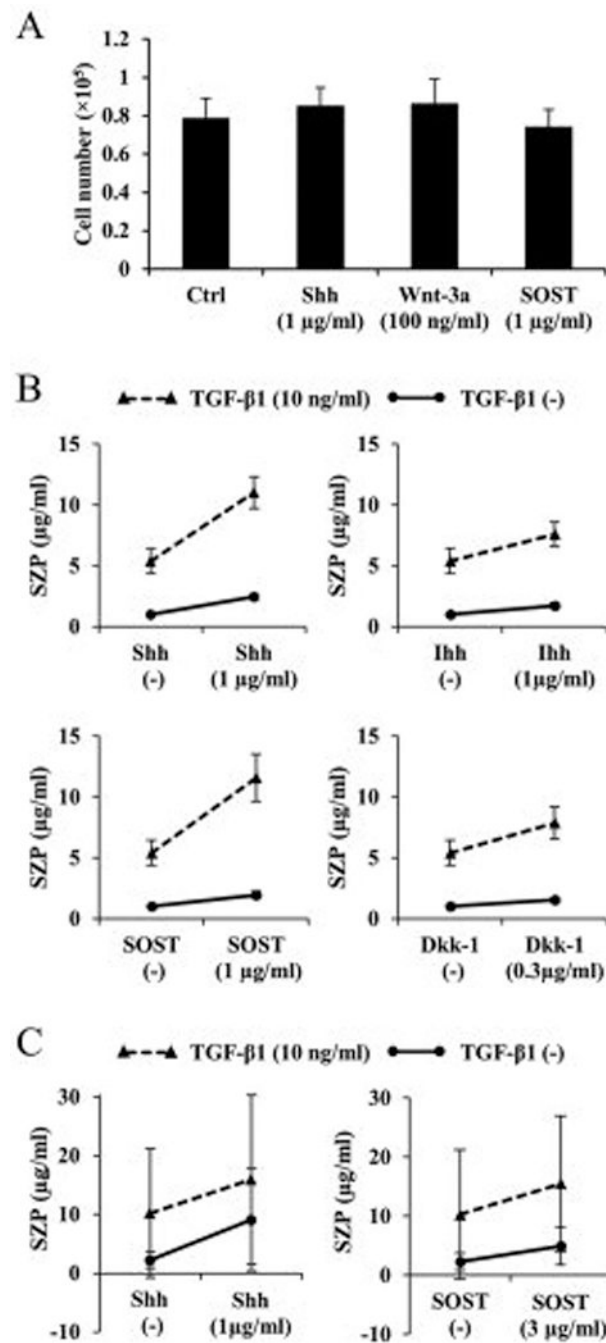 A
Cell number (×10⁵)
1.2
1
0.8
0.6
0.4
0.2
0
Ctrl Shh Wnt-3a SOST
(1 µg/ml) (100 ng/ml) (1 µg/ml)
B
TGF-β1 (10 ng/ml) TGF-β1 (-)
SZP (µg/ml)
15
10
5
0
Shh Shh
(-) (1 µg/ml)
SZP (µg/ml)
15
10
5
0
Ihh Ihh
(-) (1µg/ml)
SZP (µg/ml)
15
10
5
0
SOST SOST
(-) (1 µg/ml)
SZP (µg/ml)
15
10
5
0
Dkk-1 Dkk-1
(-) (0.3µg/ml)
C
TGF-β1 (10 ng/ml) TGF-β1 (-)
SZP (µg/ml)
30
20
10
0
-10
Shh Shh
(-) (1µg/ml)
SZP (µg/ml)
30
20
10
0
-10
SOST SOST
(-) (3 µg/ml)